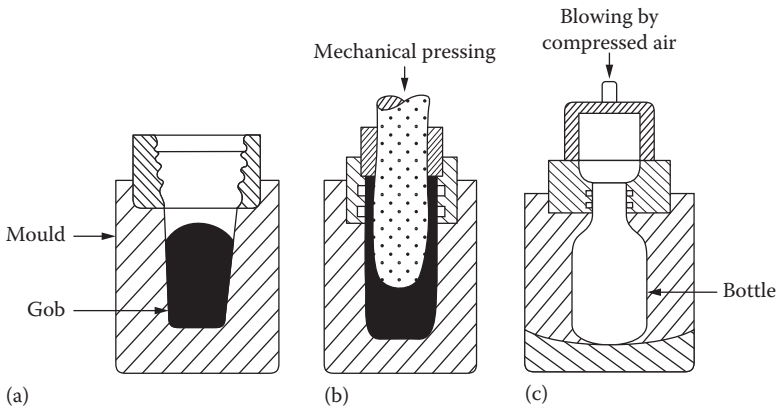 Blowing by
compressed air
Mechanical pressing
Mould
Gob
Bottle
(a)
(b)
(c)